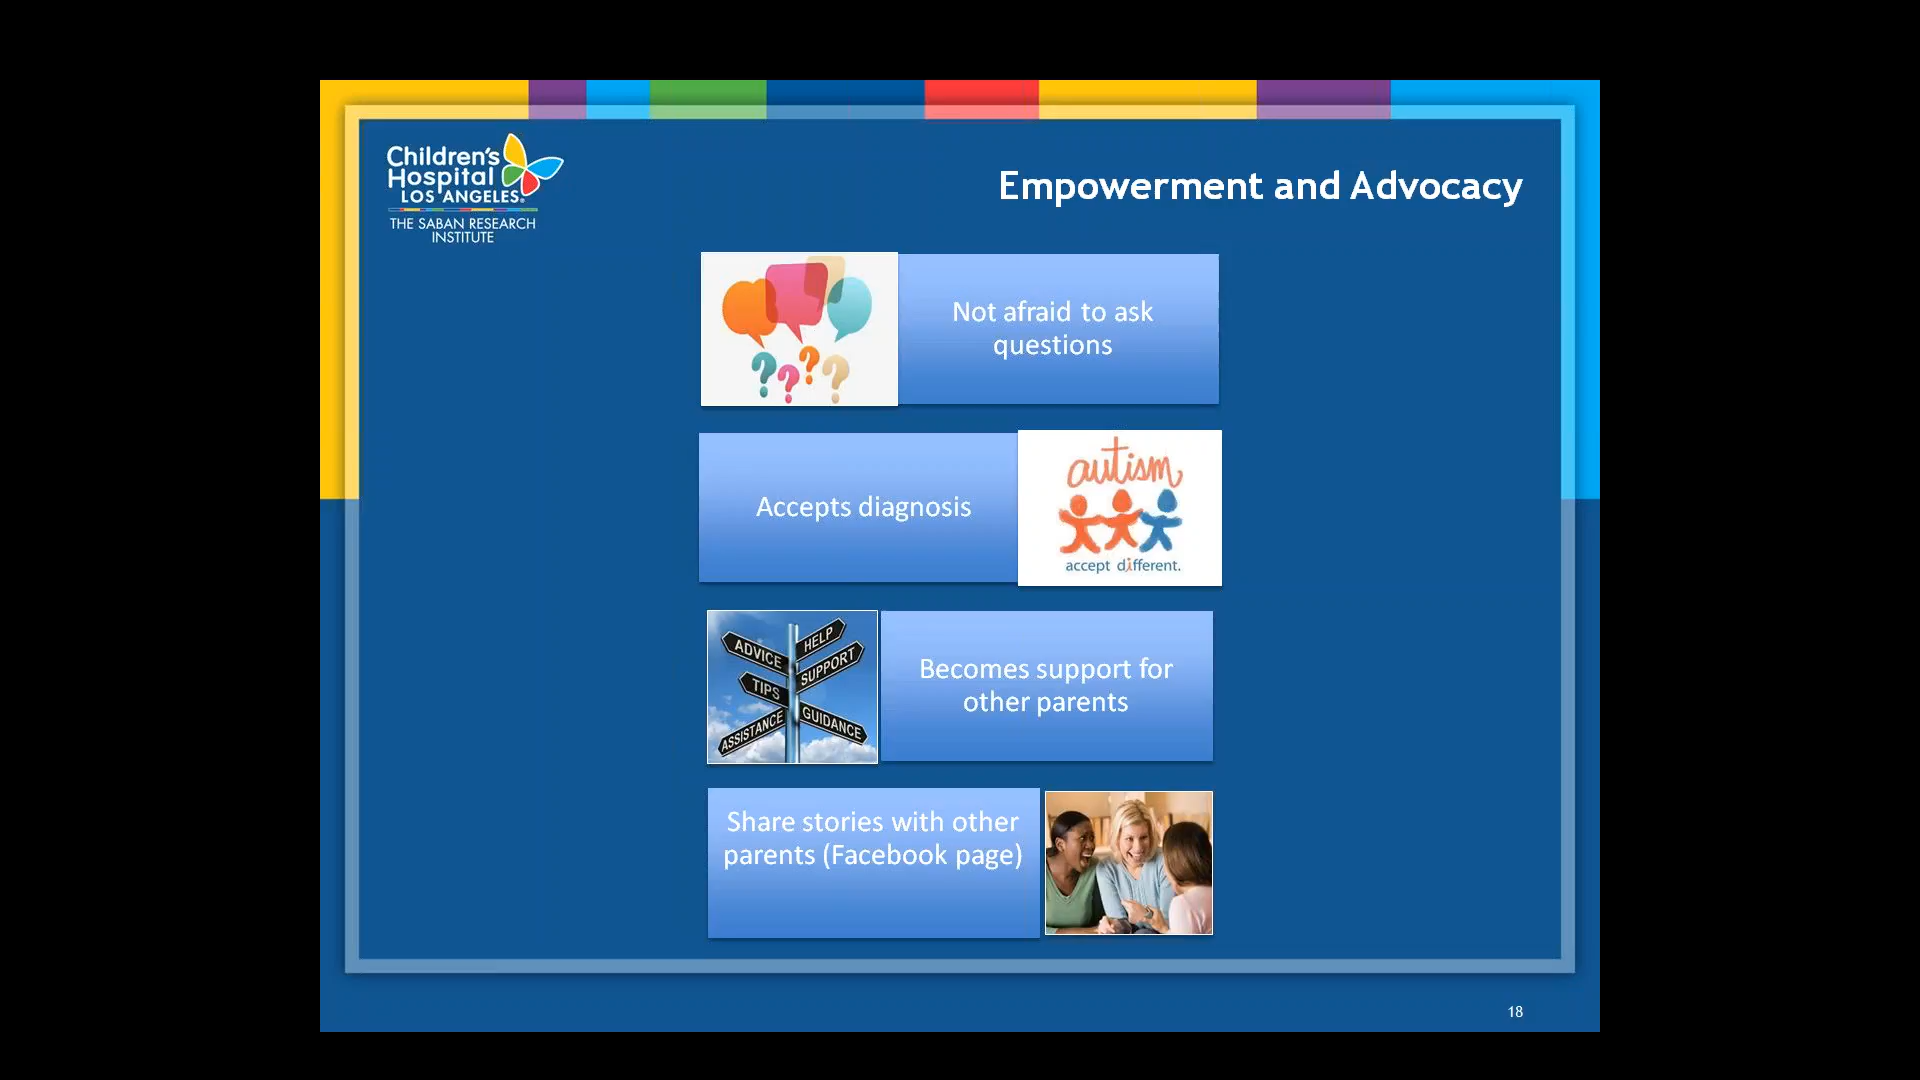 Children's
Hospital
LOS ANGELES®
THE SABAN RESEARCH
INSTITUTE
Empowerment and Advocacy
? ? ? ?
Not afraid to ask
questions
Accepts diagnosis
autism
accept different.
ADVICE
HELP
SUPPORT
TIPS
GUIDANCE
ASSISTANCE
Becomes support for
other parents
Share stories with other
parents (Facebook page)
18